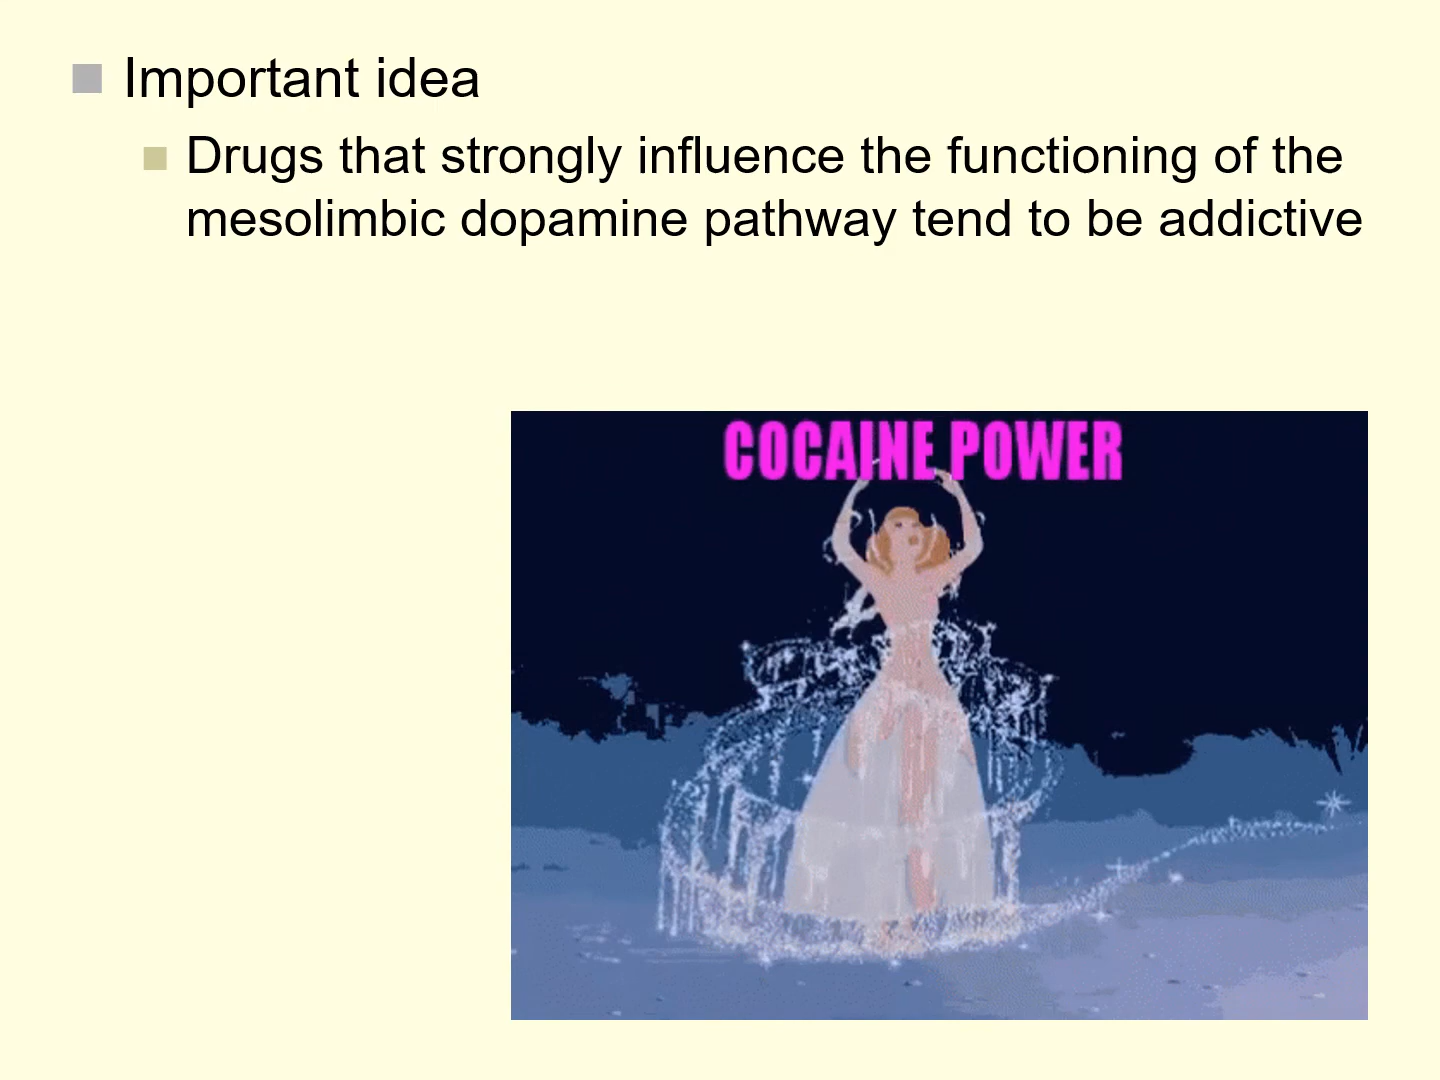 Important idea
Drugs that strongly influence the functioning of the
mesolimbic dopamine pathway tend to be addictive
COCAINE POWER